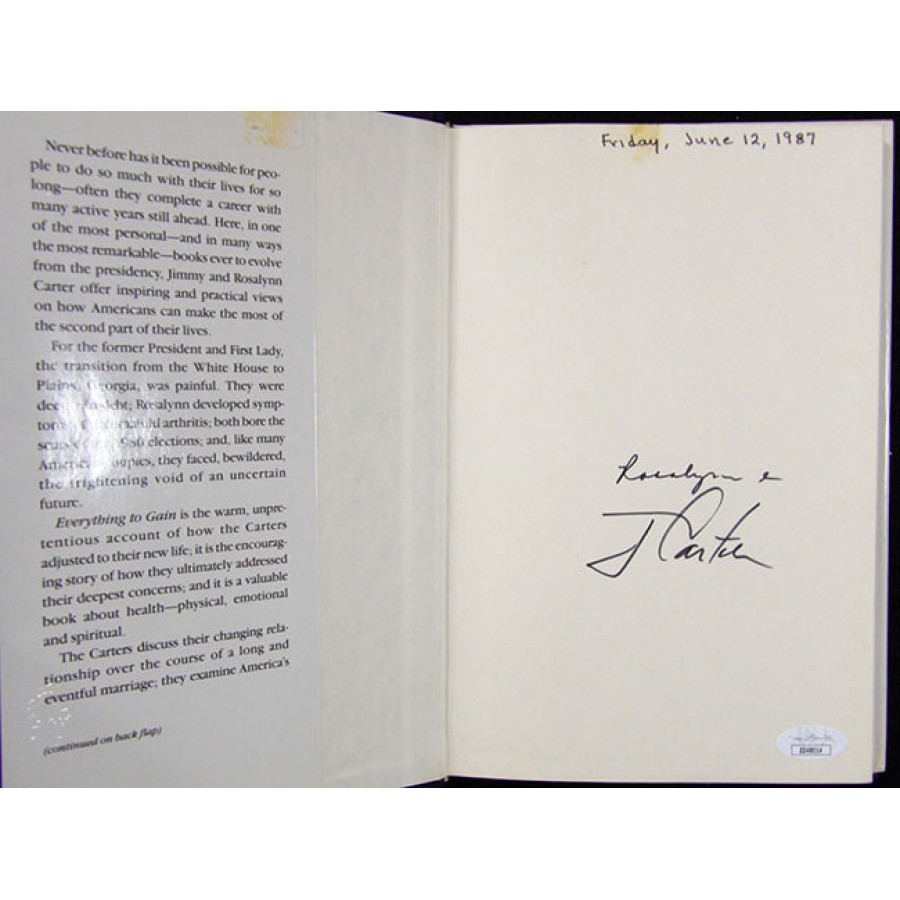 Never before has it been possible for peo-
ple to do so much with their lives for so
long—often they complete a career with
many active years still ahead. Here, in one
of the most personal—and in many ways
the most remarkable—books ever to evolve
from the presidency, Jimmy and Rosalynn
Carter offer inspiring and practical views
on how Americans can make the most of
the second part of their lives.
For the former President and First Lady,
the transition from the White House to
Plains, Georgia, was painful. They were
debt; Rosalynn developed symp-
arthritis; both bore the
1980 elections; and, like many
American couples, they faced, bewildered,
the frightening void of an uncertain
future.
Everything to Gain is the warm, unpre-
tentious account of how the Carters
adjusted to their new life; it is the encourag-
ing story of how they ultimately addressed
their deepest concerns; and it is a valuable
book about health—physical, emotional
and spiritual.
The Carters discuss their changing rela-
tionship over the course of a long and
eventful marriage; they examine America's
(continued on back flap)
Friday, June 12, 1987
Rosalynn &
J Carter